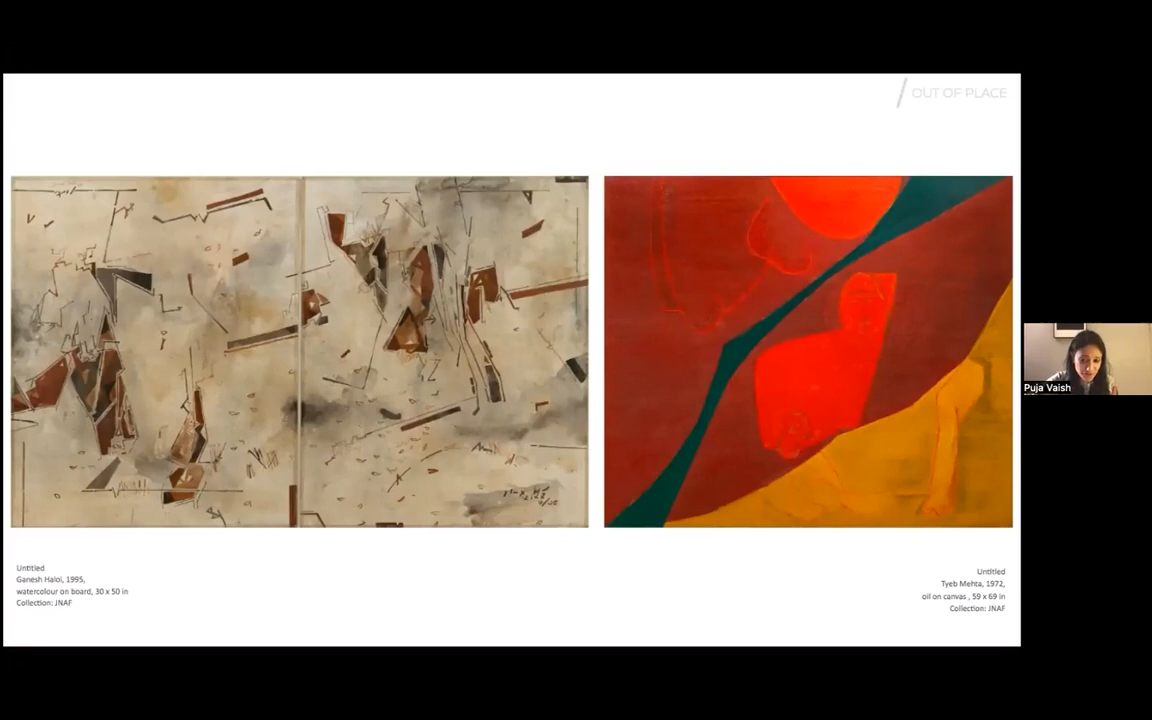 OUT OF PLACE
Untitled
Ganesh Haloi, 1995,
watercolour on board, 30 x 50 in
Collection: JNAF
Untitled
Tyeb Mehta, 1972,
oil on canvas , 59 x 69 in
Collection: JNAF
Puja Vaish